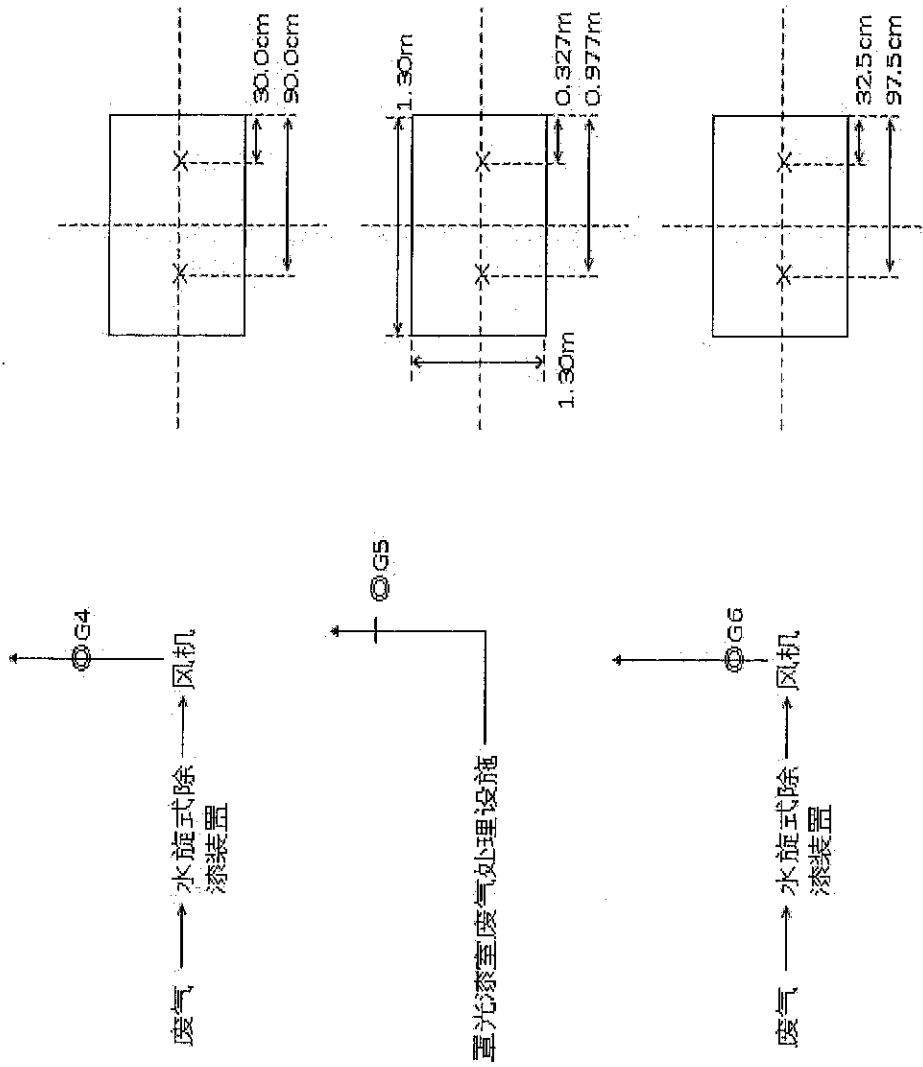 废气
水旋式除
漆装置
风机
◎G4
30.0cm
90.0cm
罩光漆室废气处理设施
◎G5
1.30m
1.30m
0.327m
0.977m
废气
水旋式除
漆装置
风机
◎G6
32.5cm
97.5cm